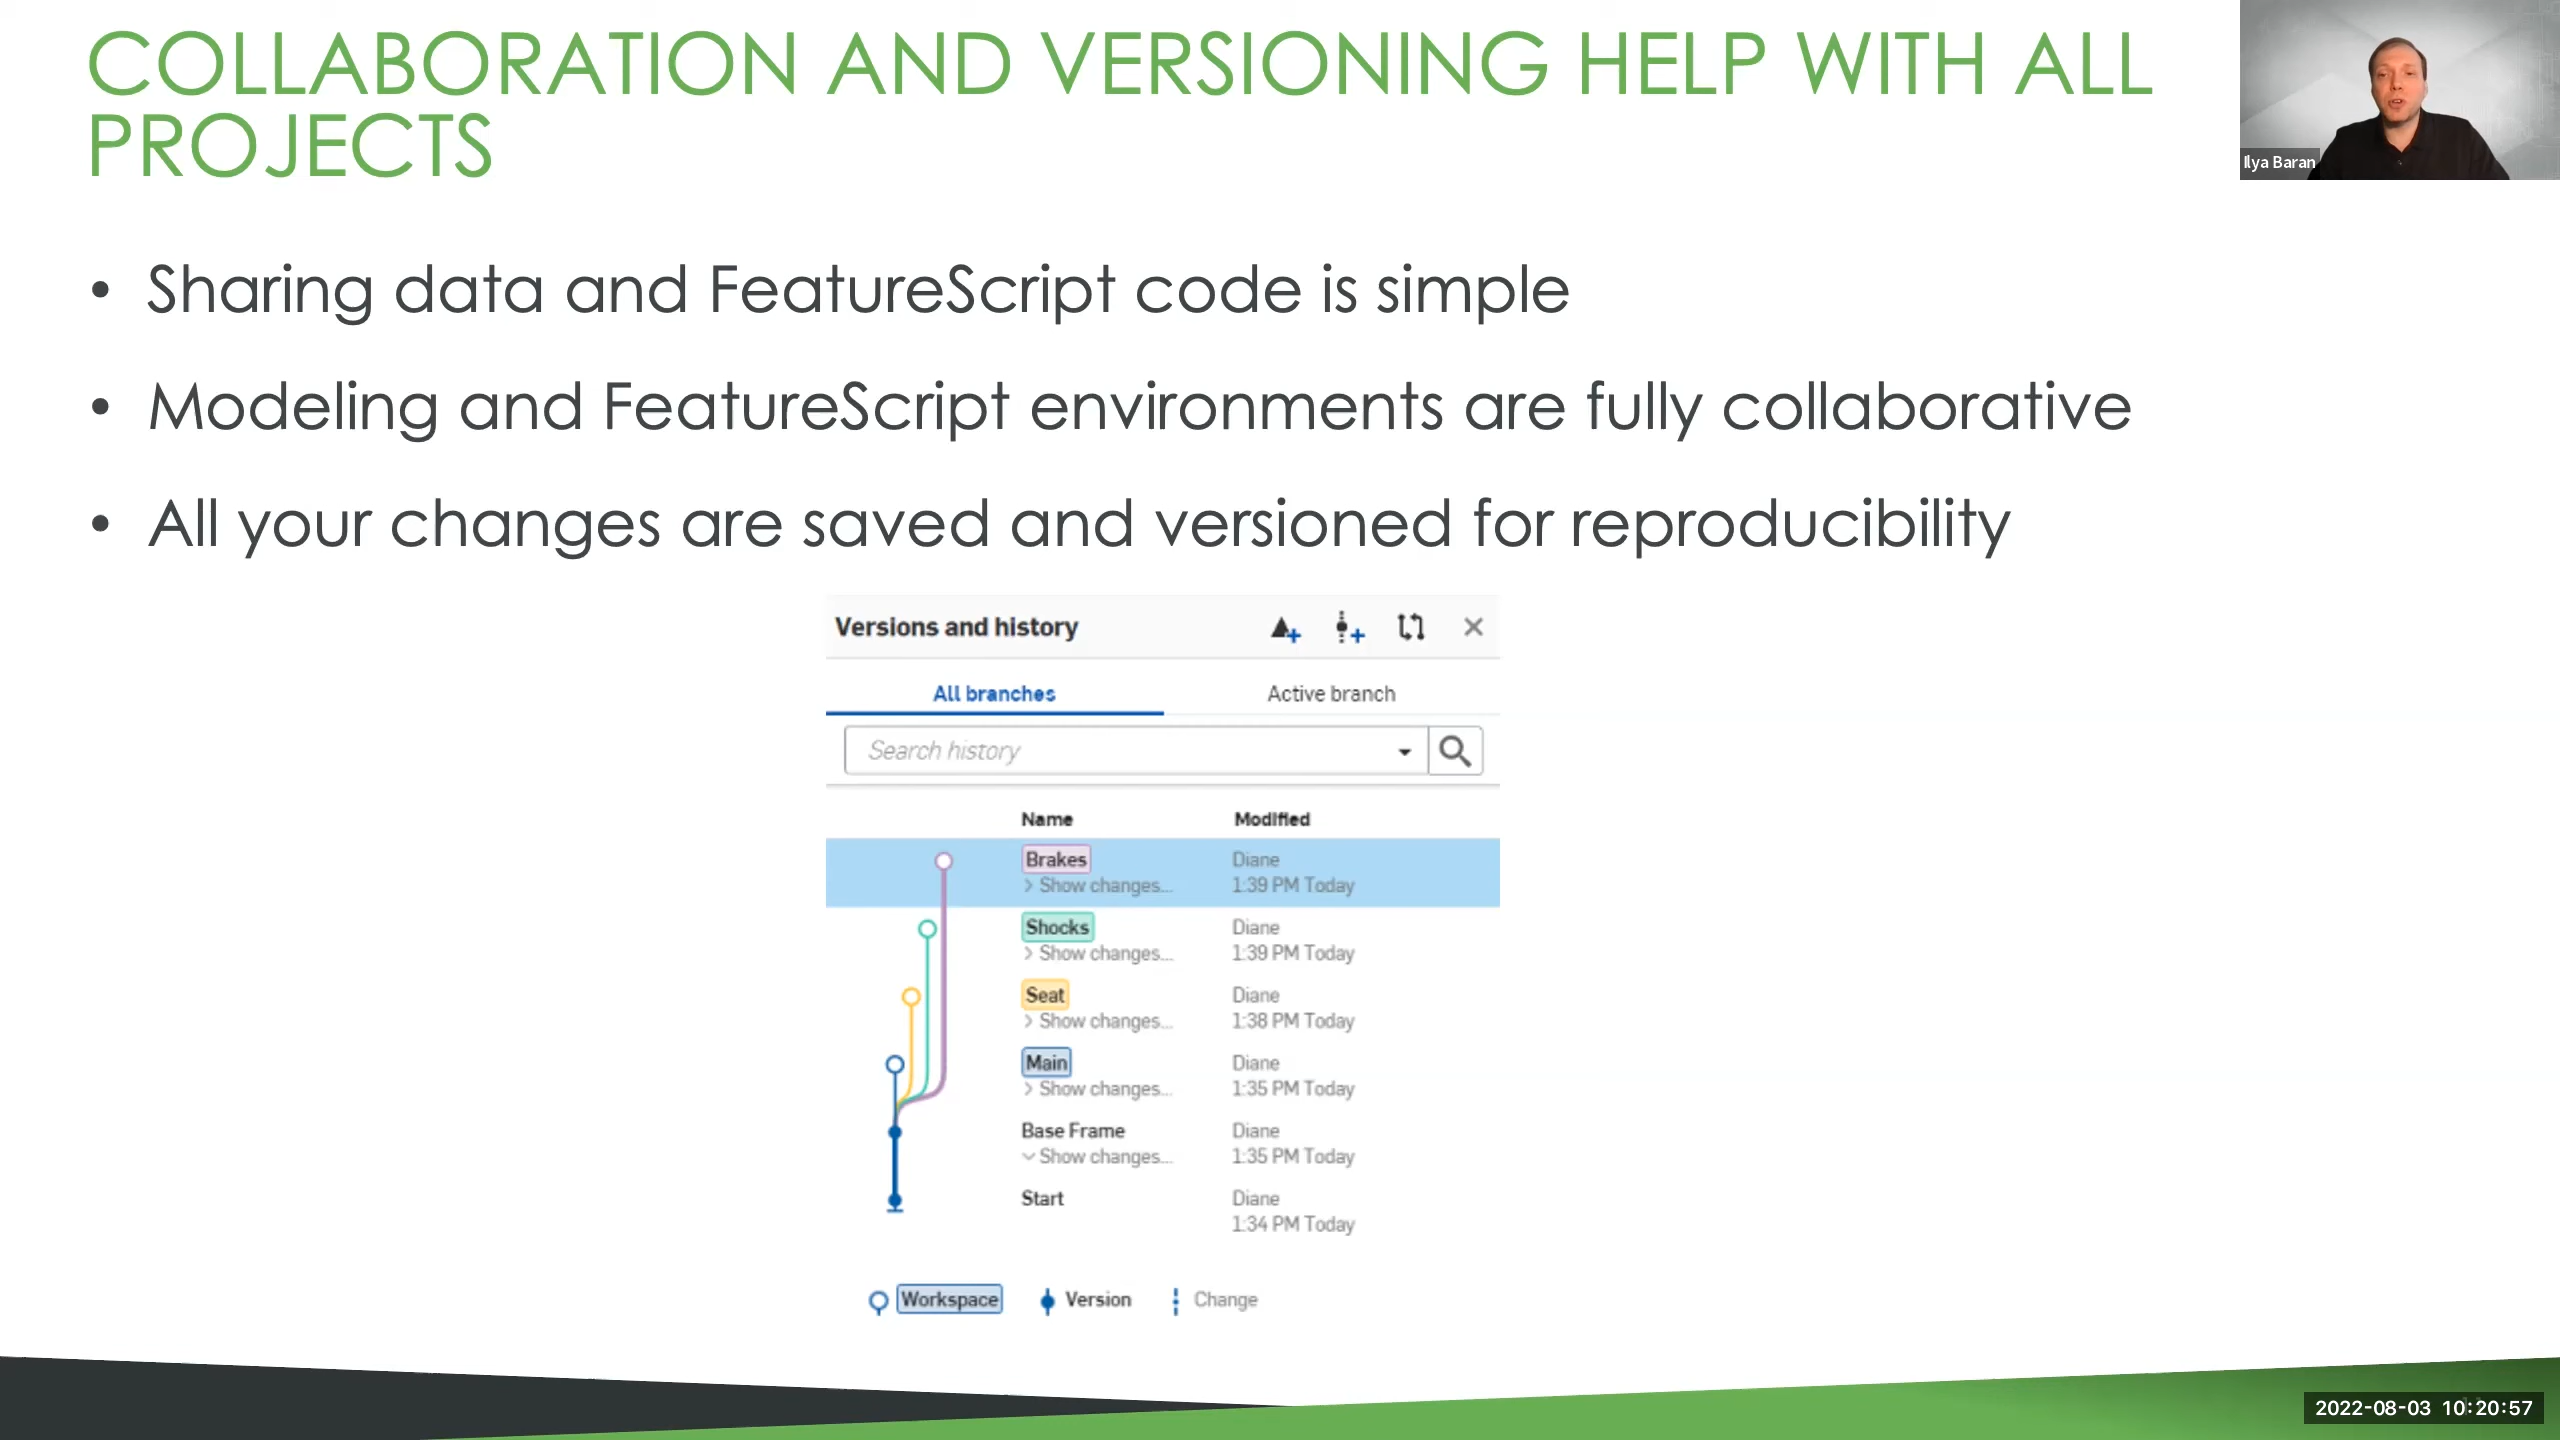 COLLABORATION AND VERSIONING HELP WITH ALL
PROJECTS
Ilya Baran
• Sharing data and FeatureScript code is simple
• Modeling and FeatureScript environments are fully collaborative
• All your changes are saved and versioned for reproducibility
Versions and history
All branches Active branch
Search history
Name Modified
Brakes Diane
Show changes... 1:39 PM Today
Shocks Diane
Show changes... 1:39 PM Today
Seat Diane
Show changes... 1:38 PM Today
Main Diane
Show changes... 1:35 PM Today
Base Frame Diane
Show changes... 1:35 PM Today
Start Diane
1:34 PM Today
Workspace Version Change
2022-08-03 10:20:57